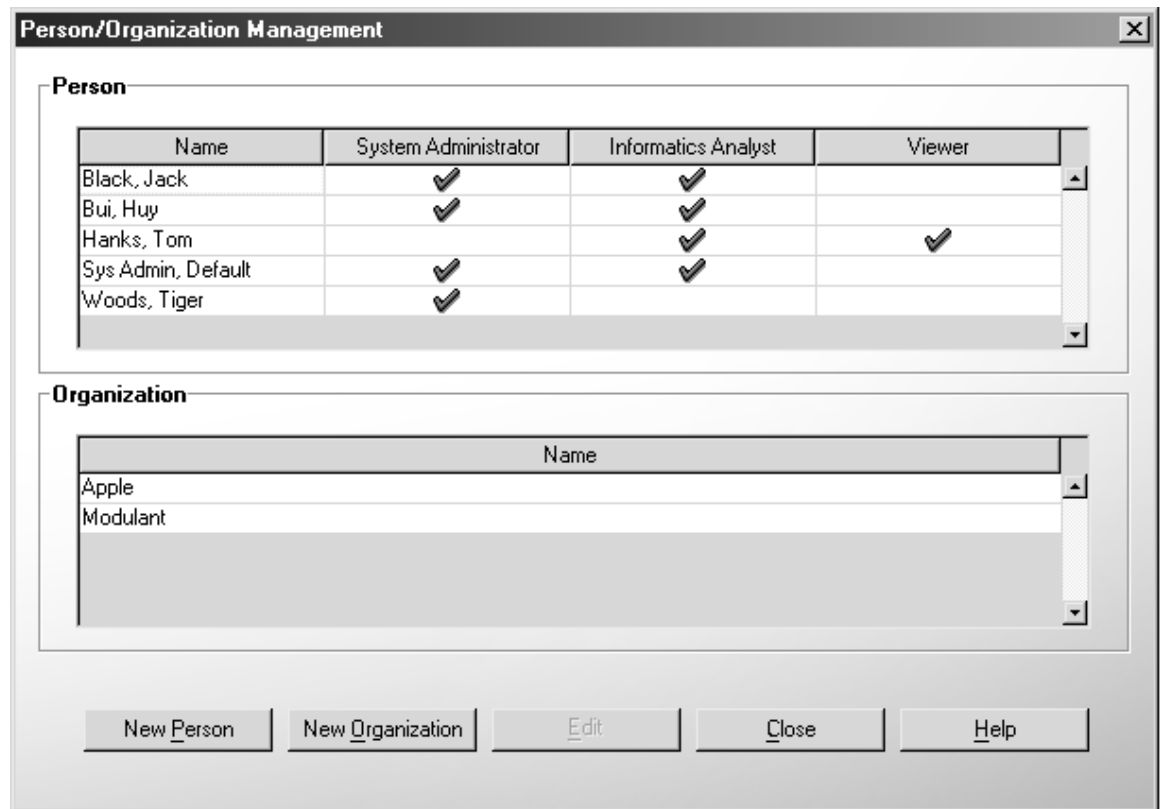 Person/Organization Management
Person
Name System Administrator Informatics Analyst Viewer
Black, Jack
Bui, Huy
Hanks, Tom
Sys Admin, Default
Woods, Tiger
Organization
Name
Apple
Modulant
New Person New Organization Edit Close Help